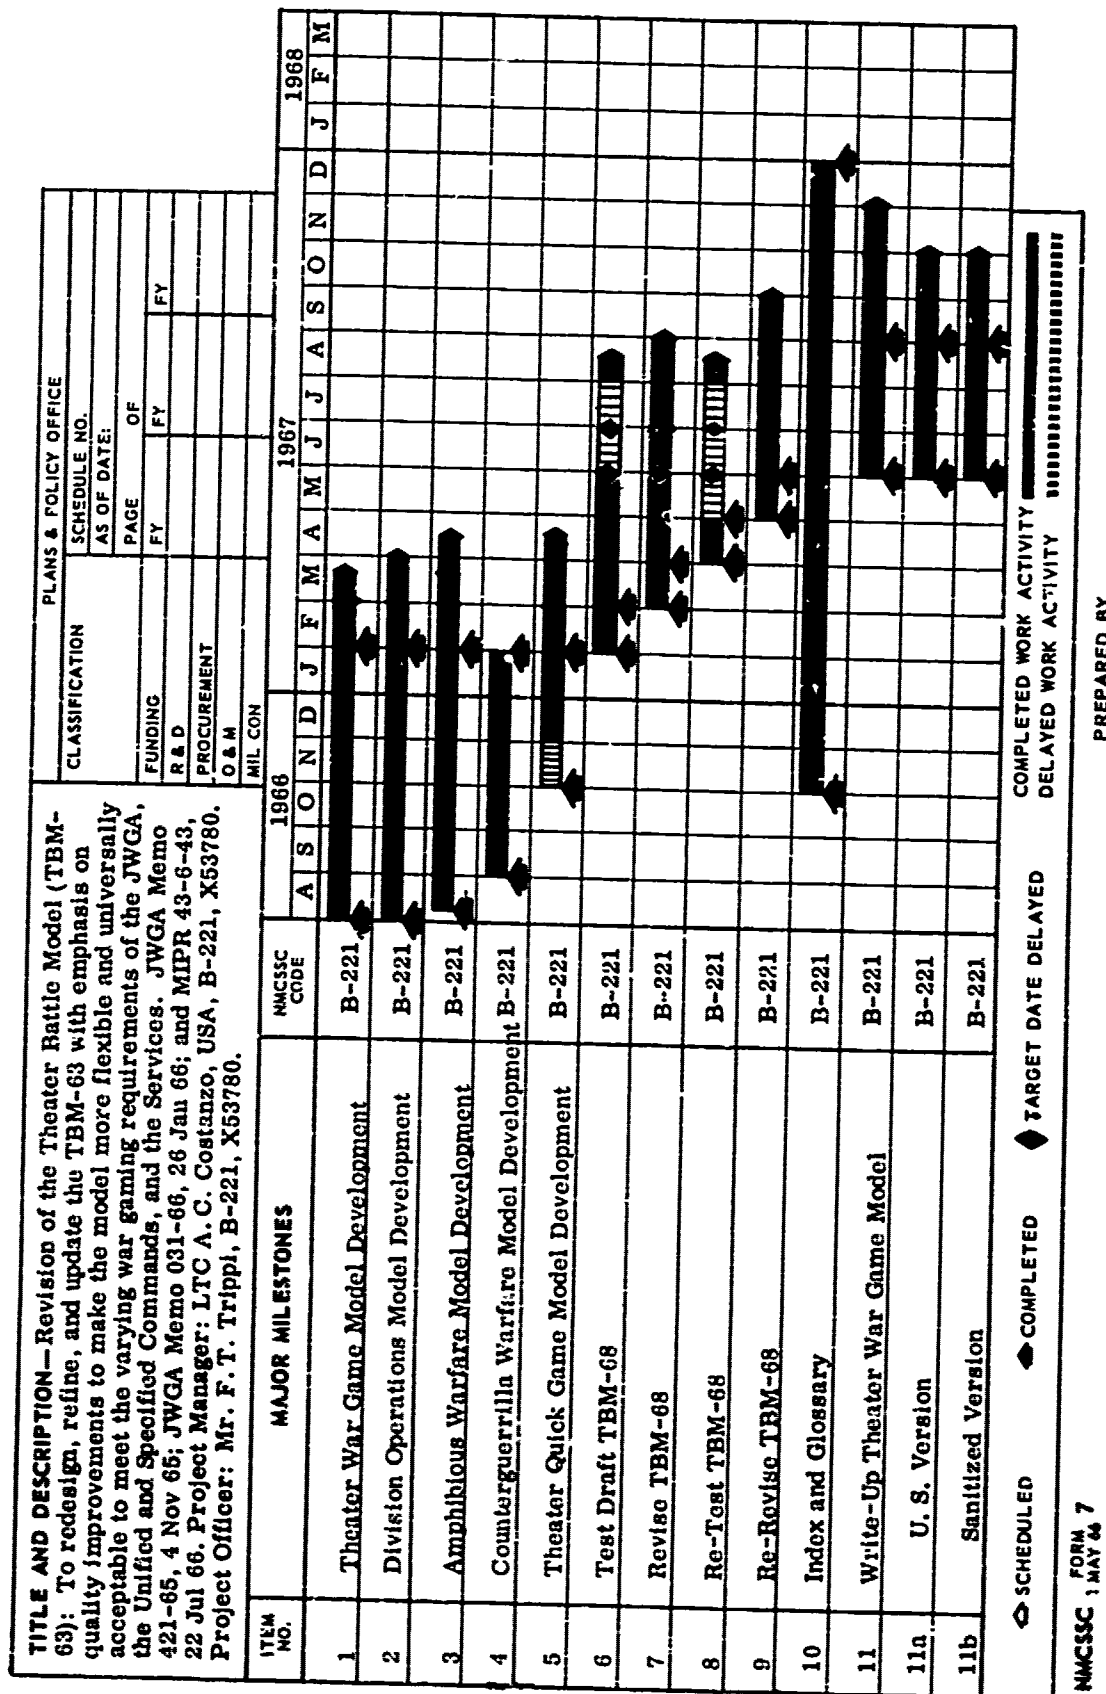 TITLE AND DESCRIPTION—Revision of the Theater Battle Model (TBM-
63): To redesign, refine, and update the TBM-63 with emphasis on
quality improvements to make the model more flexible and universally
acceptable to meet the varying war gaming requirements of the JWGA,
the Unified and Specified Commands, and the Services. JWGA Memo
421-65, 4 Nov 65; JWGA Memo 031-66, 26 Jan 66; and MIPR 43-6-43,
22 Jul 66. Project Manager: LTC A. C. Costanzo, USA, B-221, X53780.
Project Officer: Mr. F. T. Trippi, B-221, X53780.
PLANS & POLICY OFFICE
CLASSIFICATION
SCHEDULE NO.
AS OF DATE:
PAGE OF
FUNDING FY FY FY
R & D
PROCUREMENT
O & M
MIL CON
ITEM NO. MAJOR MILESTONES NMCSSC CODE 1966 1967 1968
A S O N D J F M A M J J A S O N D J F M
1 Theater War Game Model Development B-221
2 Division Operations Model Development B-221
3 Amphibious Warfare Model Development B-221
4 Counterguerrilla Warfare Model Development B-221
5 Theater Quick Game Model Development B-221
6 Test Draft TBM-68 B-221
7 Revise TBM-68 B-221
8 Re-Test TBM-68 B-221
9 Re-Revise TBM-68 B-221
10 Index and Glossary B-221
11 Write-Up Theater War Game Model B-221
11a U. S. Version B-221
11b Sanitized Version B-221
SCHEDULED COMPLETED TARGET DATE DELAYED COMPLETED WORK ACTIVITY
DELAYED WORK ACTIVITY
NMCSSC FORM 7
1 MAY 66
PREPARED BY